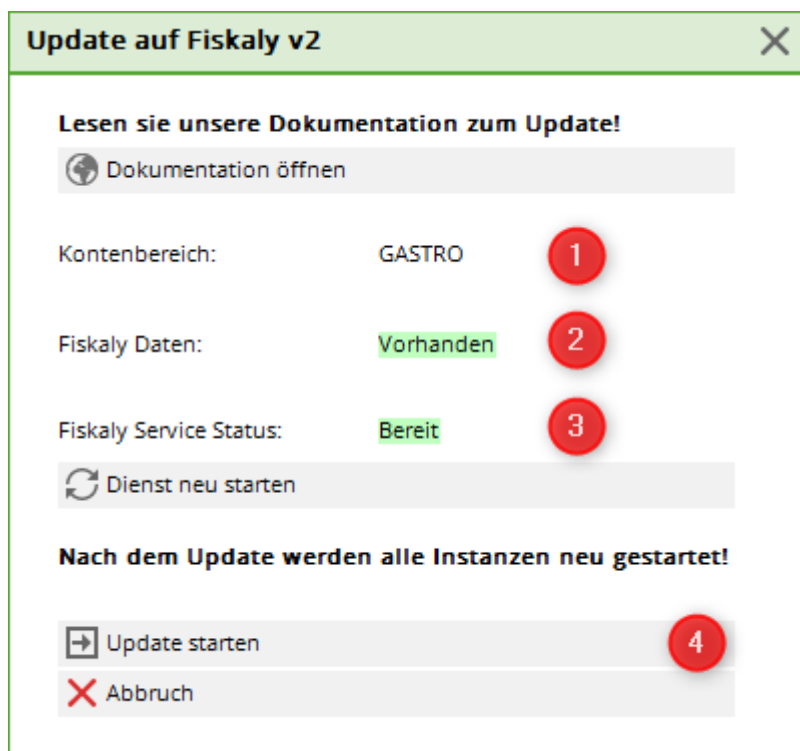 Update auf Fiskaly v2
Lesen sie unsere Dokumentation zum Update!
Dokumentation öffnen
Kontenbereich: GASTRO 1
Fiskaly Daten: Vorhanden 2
Fiskaly Service Status: Bereit 3
Dienst neu starten
Nach dem Update werden alle Instanzen neu gestartet!
Update starten 4
Abbruch